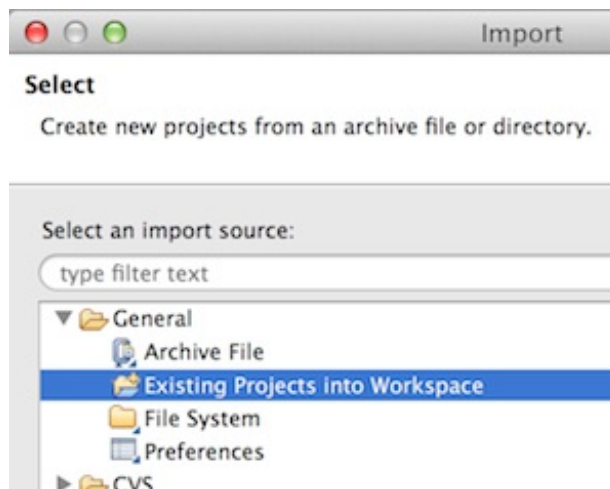 Import
Select
Create new projects from an archive file or directory.
Select an import source:
type filter text
General
Archive File
Existing Projects into Workspace
File System
Preferences
CVS